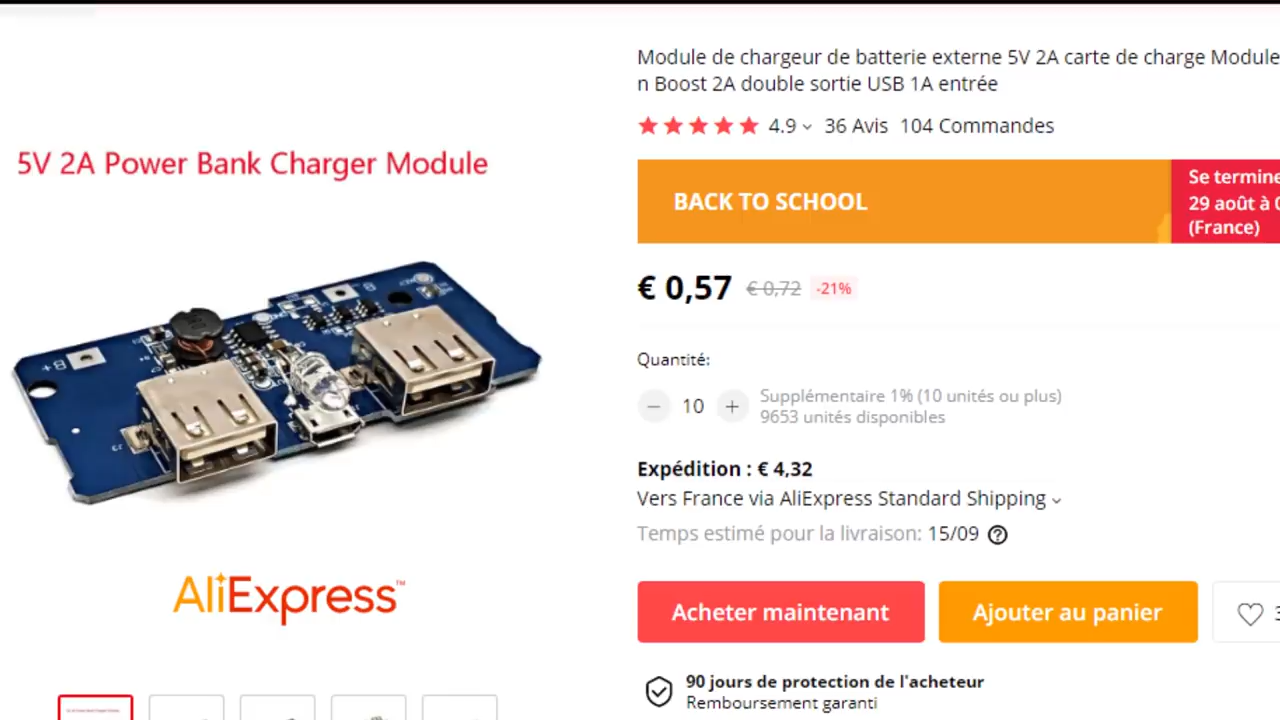 Module de chargeur de batterie externe 5V 2A carte de charge Module
n Boost 2A double sortie USB 1A entrée
4.9 36 Avis 104 Commandes
5V 2A Power Bank Charger Module
BACK TO SCHOOL
Se termine
29 août à 0
(France)
€ 0,57 € 0,72 -21%
Quantité:
− 10 +
Supplémentaire 1% (10 unités ou plus)
9653 unités disponibles
B+
B
J3
Expédition : € 4,32
Vers France via AliExpress Standard Shipping
Temps estimé pour la livraison: 15/09 ?
AliExpress™
Acheter maintenant
Ajouter au panier
90 jours de protection de l'acheteur
Remboursement garanti